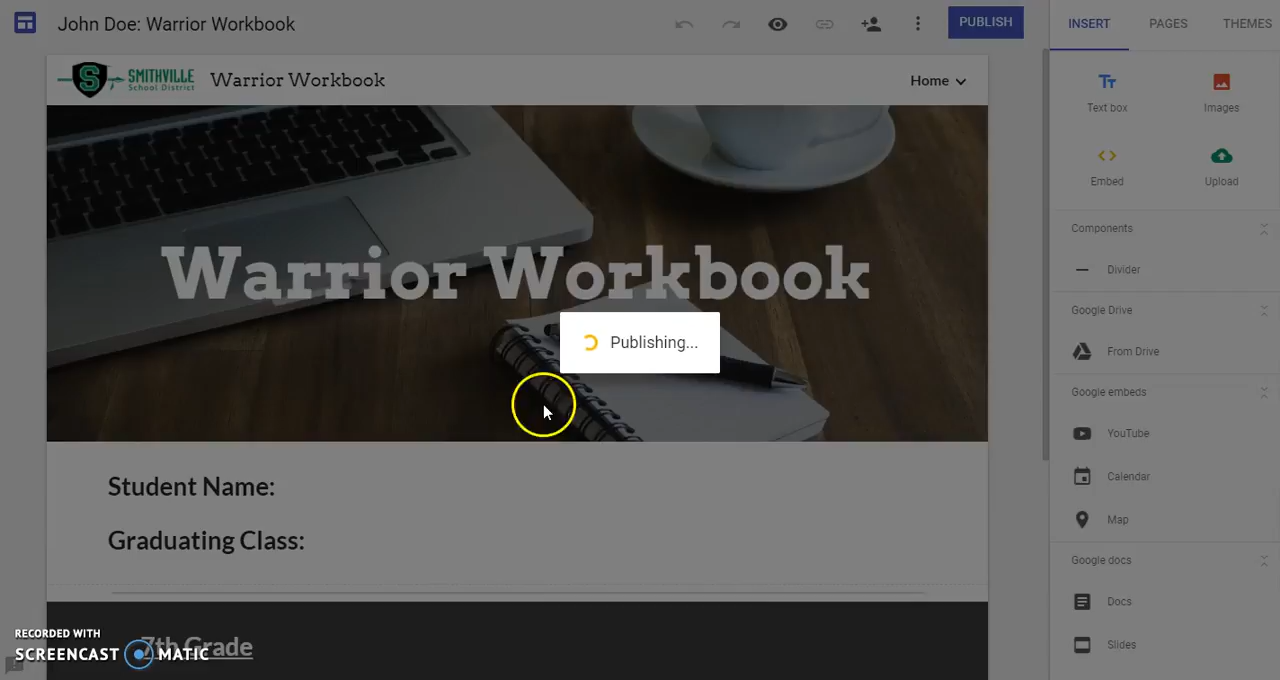 John Doe: Warrior Workbook
PUBLISH
INSERT
PAGES
THEMES
S
SMITHVILLE
School District
Warrior Workbook
Home
Tт
Text box
Images
Embed
Upload
Warrior Workbook
Components
Divider
Google Drive
From Drive
Publishing...
Google embeds
YouTube
Calendar
Map
Student Name:
Graduating Class:
Google docs
Docs
Slides
7th Grade
RECORDED WITH
SCREENCAST MATIC